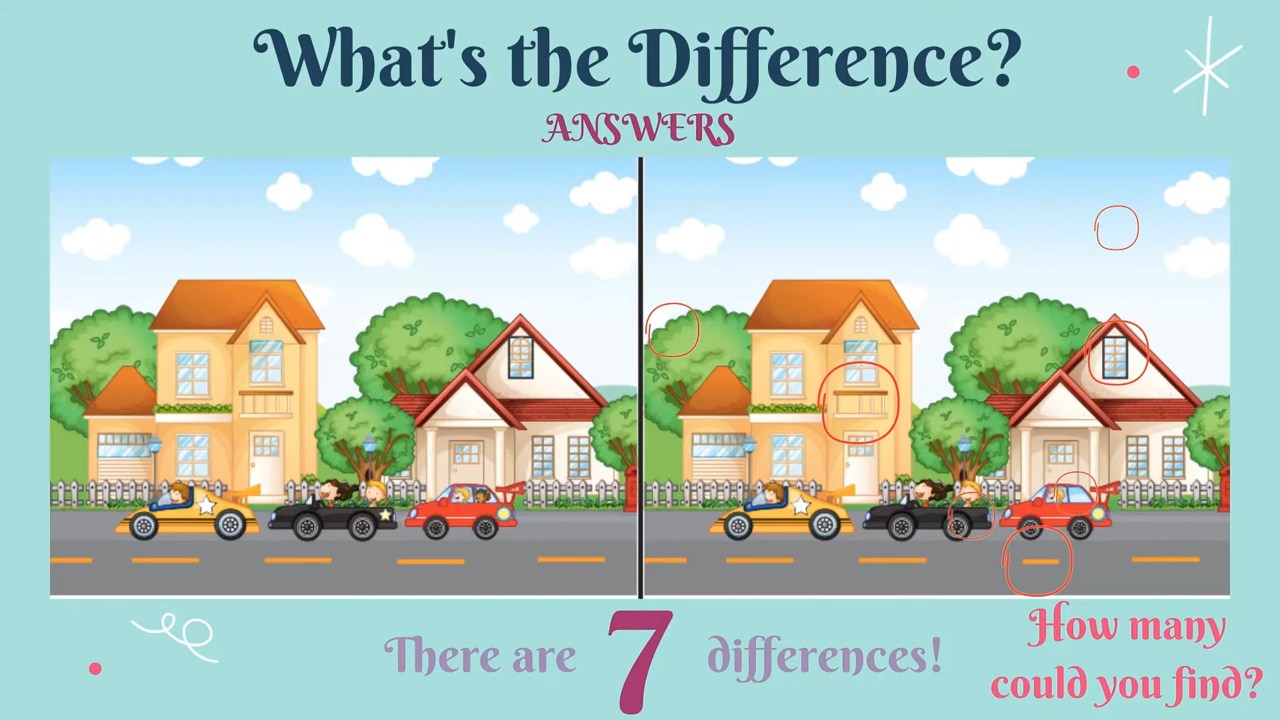 What's the Difference?
ANSWERS
There are 7 differences!
How many
could you find?